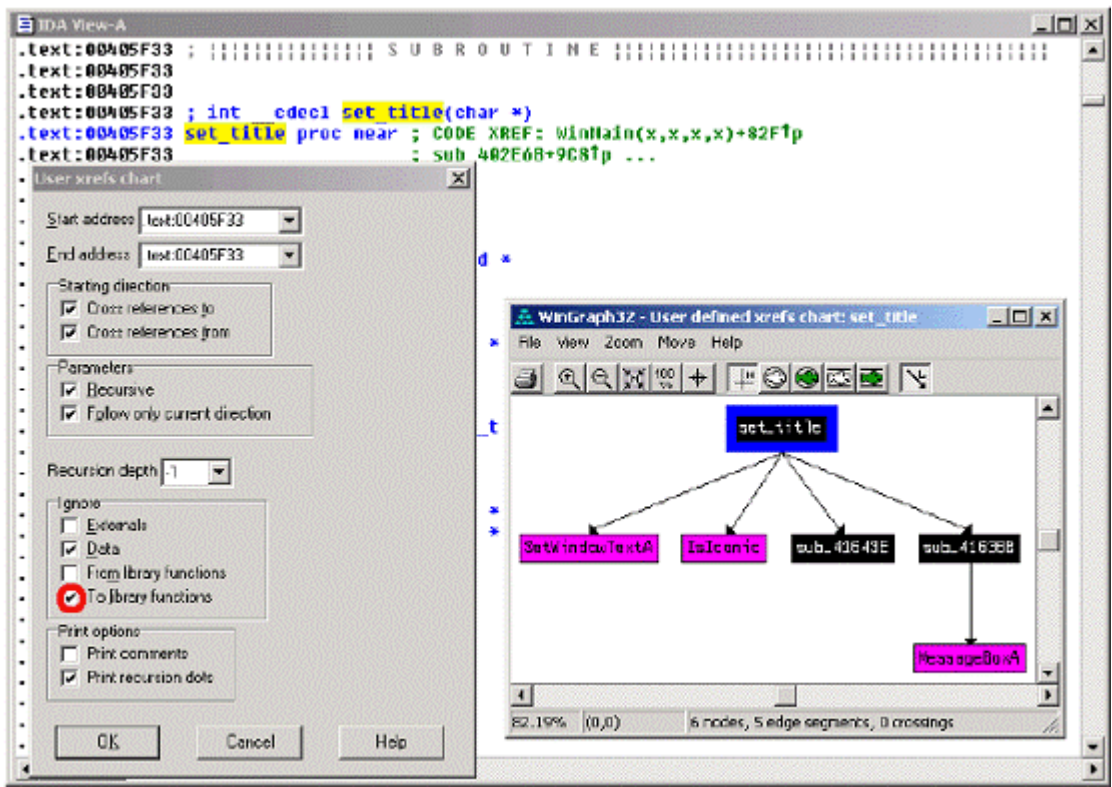 IDA View-A
.text:00405F33 ; ¦¦¦¦¦¦¦¦¦¦¦¦¦¦¦ S U B R O U T I N E ¦¦¦¦¦¦¦¦¦¦¦¦¦¦¦¦¦¦¦¦¦¦¦¦¦¦¦¦¦¦¦¦¦¦¦¦¦¦¦
.text:00405F33
.text:00405F33
.text:00405F33 ; int __cdecl set_title(char *)
.text:00405F33 set_title proc near ; CODE XREF: WinMain(x,x,x,x)+82F↑p
.text:00405F33 ; sub_402E6B+9C8↑p ...
User xrefs chart
Start address .text:00405F33
End address .text:00405F33
d *
Starting direction
Cross references to
Cross references from
*
Parameters
Recursive
Follow only current direction
_t
Recursion depth -1
Ignore
Externals
*
Data
*
From library functions
To library functions
Print options
Print comments
Print recursion dots
OK Cancel Help
WinGraph32 - User defined xrefs chart: set_title
File View Zoom Move Help
100 %
set_title
SetWindowTextA IsIconic sub_41643E sub_41636B
MessageBoxA
82.19% (0,0) 6 nodes, 5 edge segments, 0 crossings